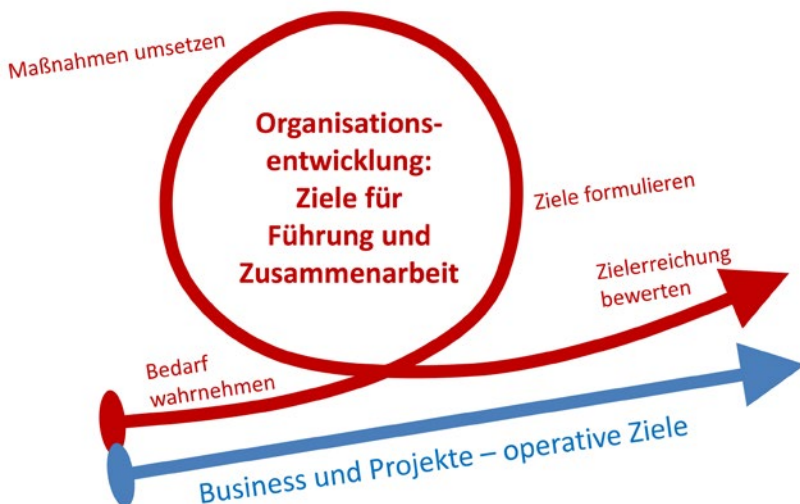 Maßnahmen umsetzen
Organisations-
entwicklung:
Ziele für
Führung und
Zusammenarbeit
Ziele formulieren
Zielerreichung
bewerten
Bedarf
wahrnehmen
Business und Projekte – operative Ziele